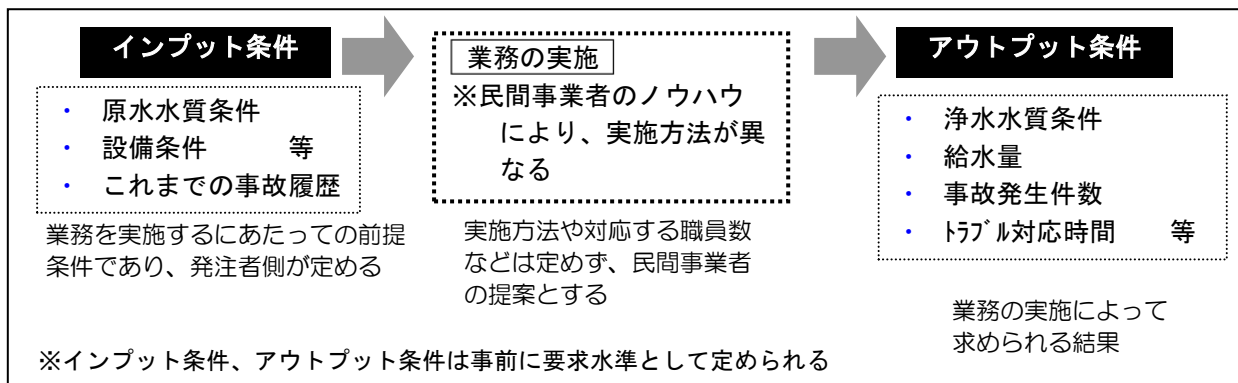 インプット条件
・ 原水水質条件
・ 設備条件 等
・ これまでの事故履歴
業務を実施するにあたっての前提
条件であり、発注者側が定める
業務の実施
※民間事業者のノウハウ
により、実施方法が異
なる
実施方法や対応する職員数
などは定めず、民間事業者
の提案とする
アウトプット条件
・ 浄水水質条件
・ 給水量
・ 事故発生件数
・ ﾄﾗﾌﾞﾙ対応時間 等
業務の実施によって
求められる結果
※インプット条件、アウトプット条件は事前に要求水準として定められる